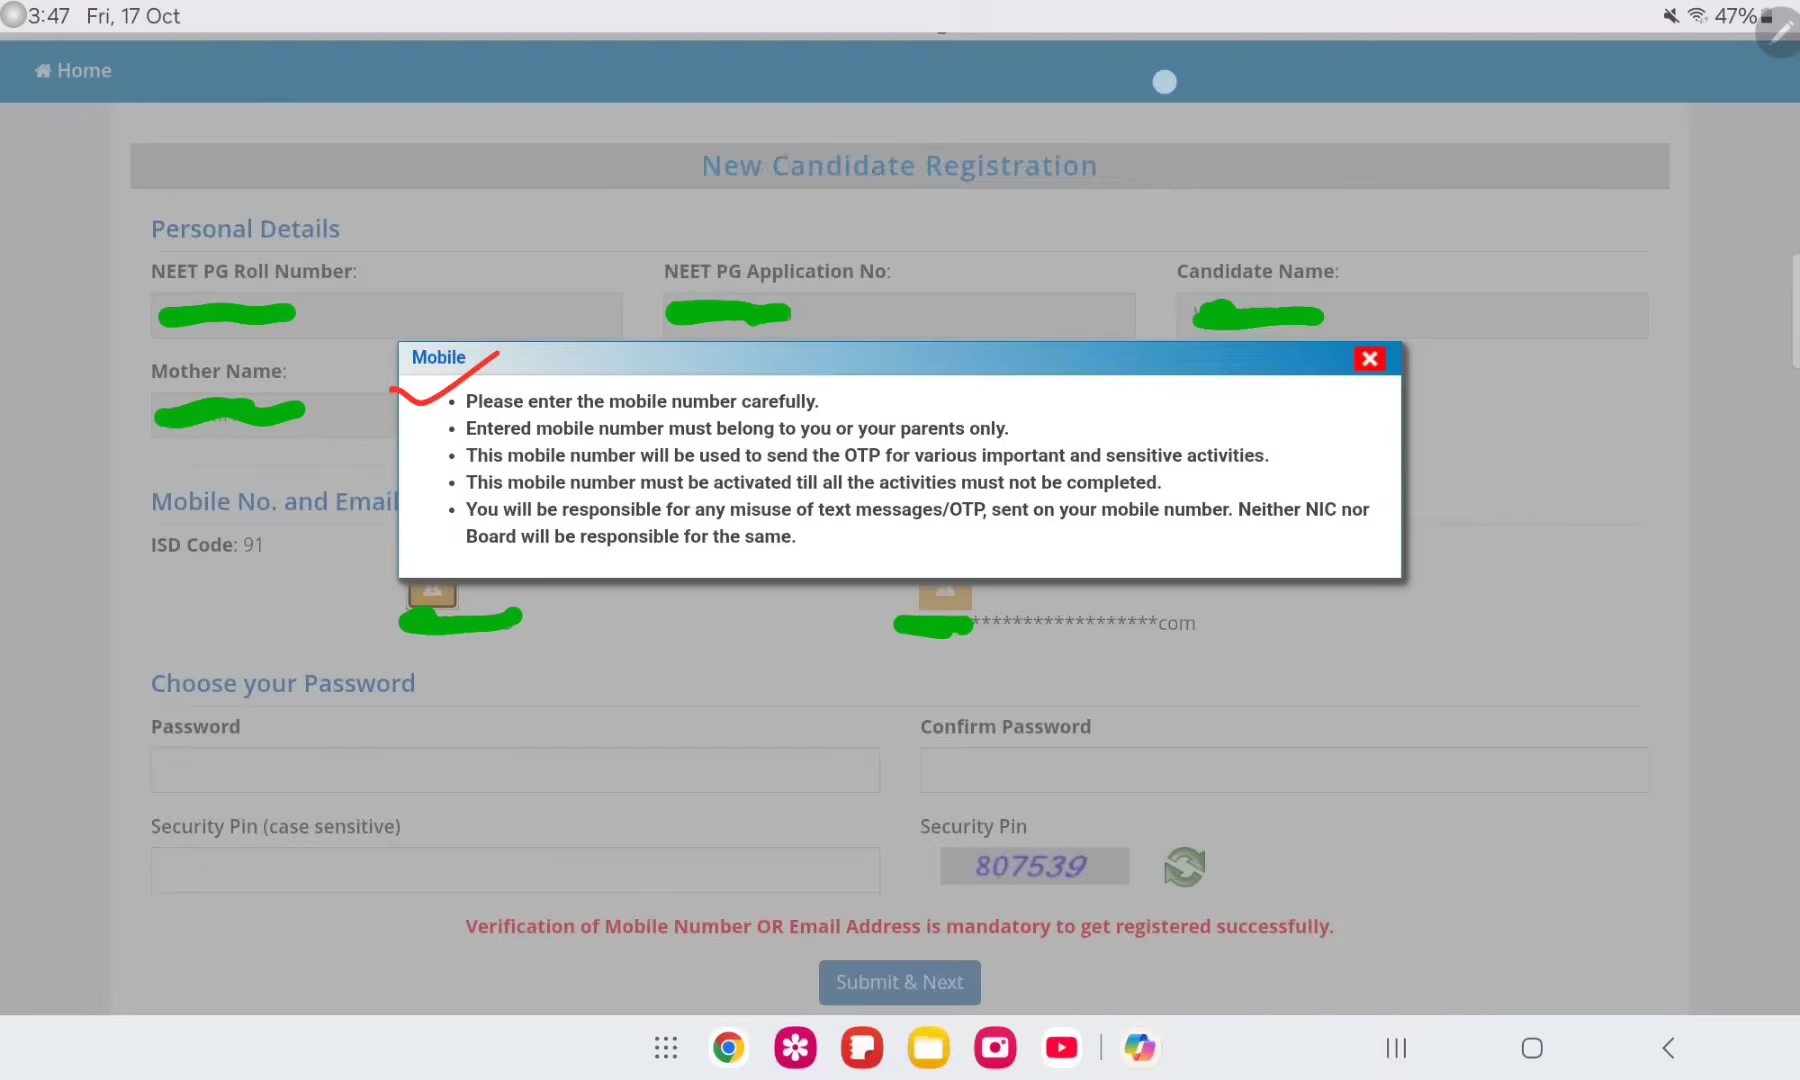 3:47 Fri, 17 Oct
47%
Home
New Candidate Registration
Personal Details
NEET PG Roll Number:
NEET PG Application No:
Candidate Name:
Mother Name:
Mobile
Please enter the mobile number carefully.
Entered mobile number must belong to you or your parents only.
This mobile number will be used to send the OTP for various important and sensitive activities.
This mobile number must be activated till all the activities must not be completed.
You will be responsible for any misuse of text messages/OTP, sent on your mobile number. Neither NIC nor
Board will be responsible for the same.
Mobile No. and Email
ISD Code: 91
******************com
Choose your Password
Password
Confirm Password
Security Pin (case sensitive)
Security Pin
807539
Verification of Mobile Number OR Email Address is mandatory to get registered successfully.
Submit & Next